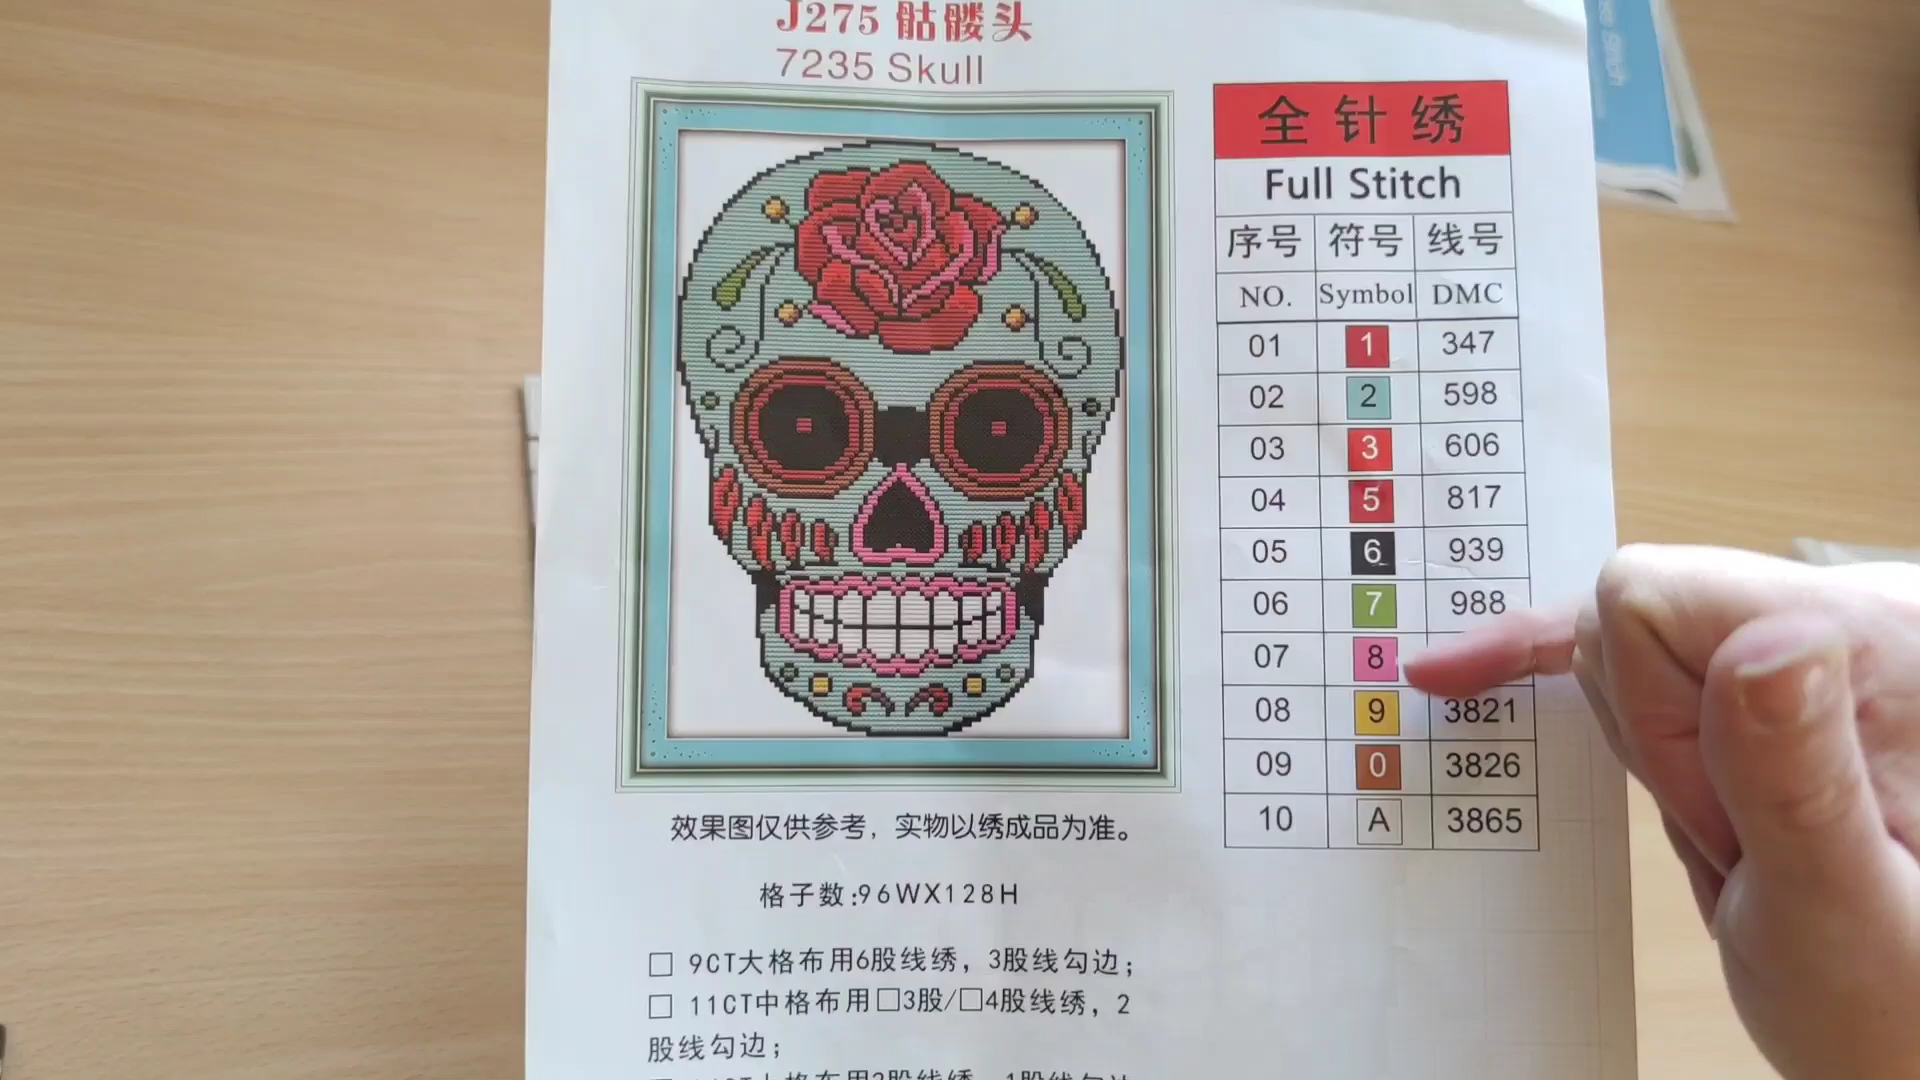 J275 骷髅头
7235 Skull
全针绣
Full Stitch
序号 符号 线号
NO. Symbol DMC
01 1 347
02 2 598
03 3 606
04 5 817
05 6 939
06 7 988
07 8
08 9 3821
09 0 3826
10 A 3865
效果图仅供参考，实物以绣成品为准。
格子数:96WX128H
□ 9CT大格布用6股线绣，3股线勾边；
□ 11CT中格布用□3股/□4股线绣，2
股线勾边；